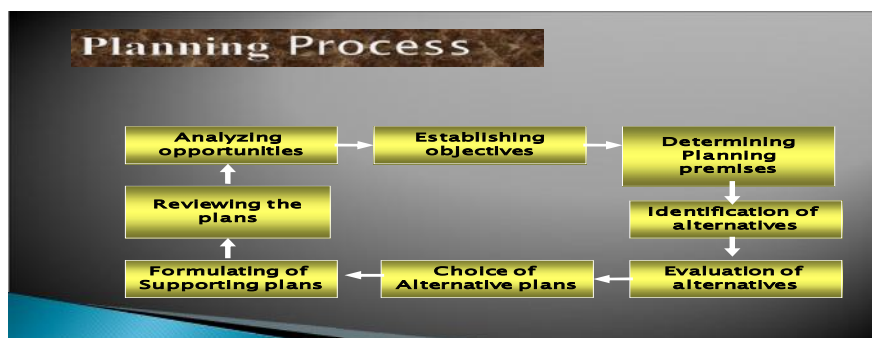 Planning Process
Analyzing
opportunities
Establishing
objectives
Determining
Planning
premises
Reviewing the
plans
Identification of
alternatives
Formulating of
Supporting plans
Choice of
Alternative plans
Evaluation of
alternatives